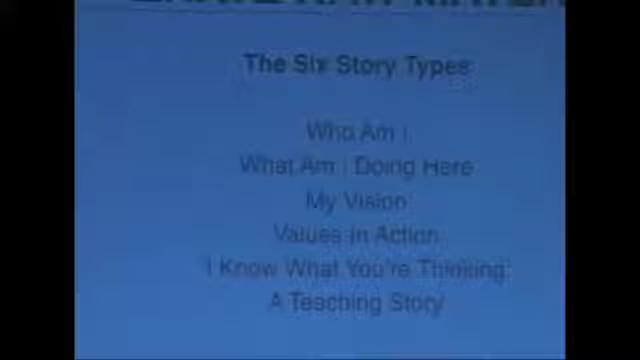 The Six Story Types
Who Am I
What Am I Doing Here
My Vision
Values in Action
I Know What You're Thinking
A Teaching Story